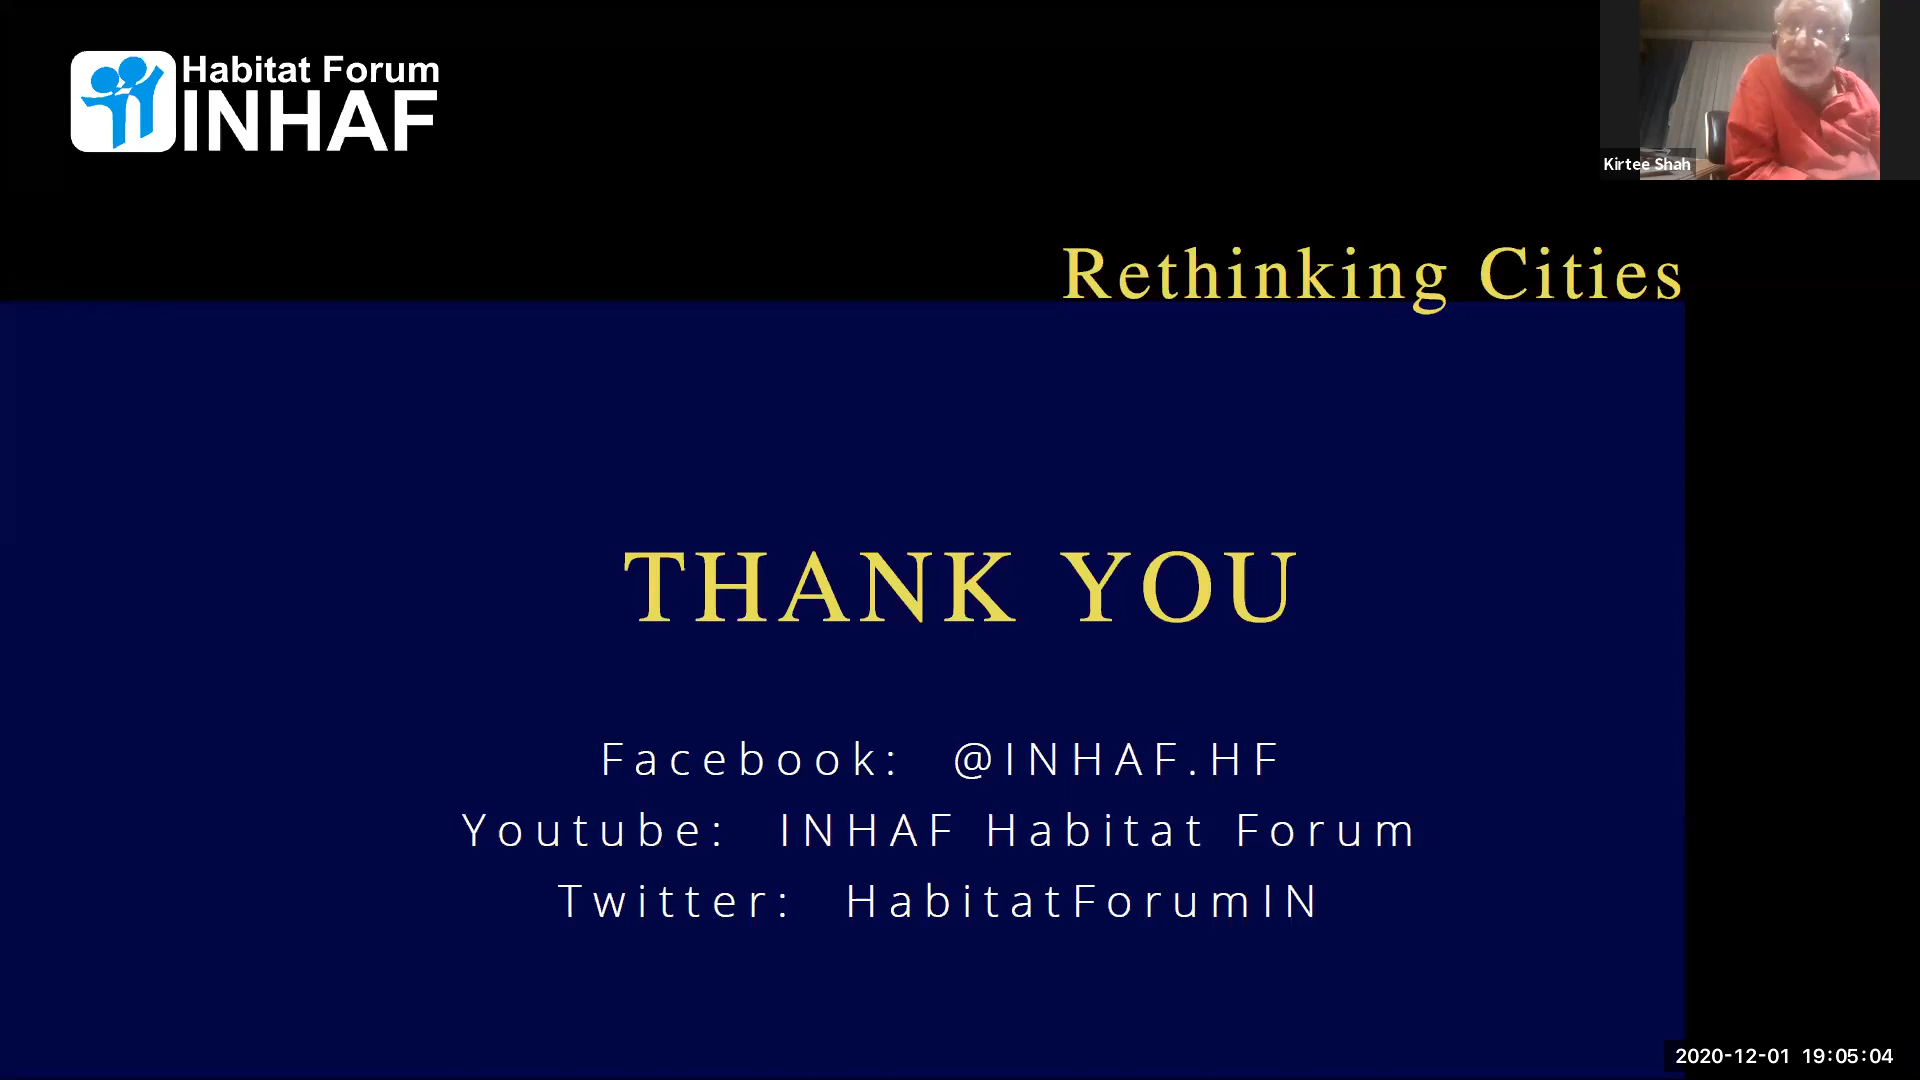 Habitat Forum
INHAF
Kirtee Shah
Rethinking Cities
THANK YOU
Facebook: @INHAF.HF
Youtube: INHAF Habitat Forum
Twitter: HabitatForumIN
2020-12-01 19:05:04